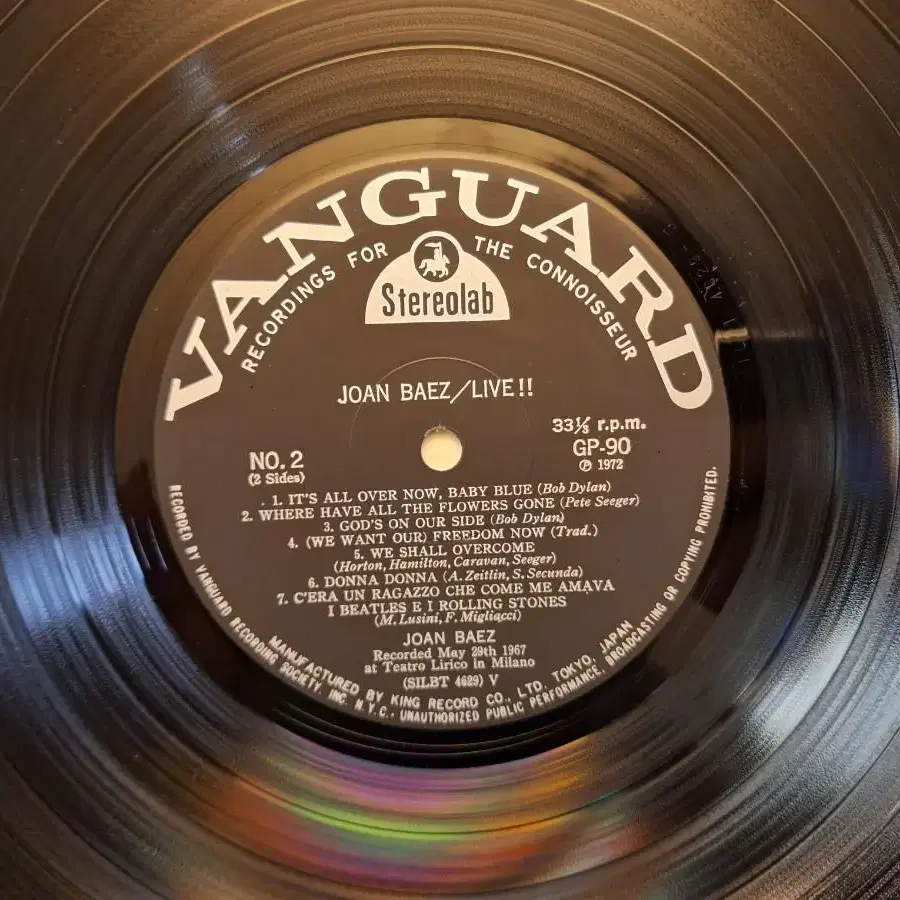 VANGUARD
RECORDINGS FOR THE CONNOISSEUR
Stereolab
JOAN BAEZ/LIVE!!
33⅓ r.p.m.
NO. 2
GP-90
(2 Sides)
Ⓟ 1972
1. IT'S ALL OVER NOW, BABY BLUE (Bob Dylan)
2. WHERE HAVE ALL THE FLOWERS GONE (Pete Seeger)
3. GOD'S ON OUR SIDE (Bob Dylan)
4. (WE WANT OUR) FREEDOM NOW (Trad.)
5. WE SHALL OVERCOME
(Horton, Hamilton, Caravan, Seeger)
6. DONNA DONNA (A. Zeitlin, S. Secunda)
7. C'ERA UN RAGAZZO CHE COME ME AMAVA
I BEATLES E I ROLLING STONES
(M. Lusini, F. Migliacci)
JOAN BAEZ
Recorded May 29th 1967
at Teatro Lirico in Milano
(SILBT 4629) V
MANUFACTURED BY KING RECORD CO., LTD. TOKYO, JAPAN
RECORDED BY VANGUARD RECORDING SOCIETY, INC. N.Y.C. UNAUTHORIZED PUBLIC PERFORMANCE, BROADCASTING OR COPYING PROHIBITED.